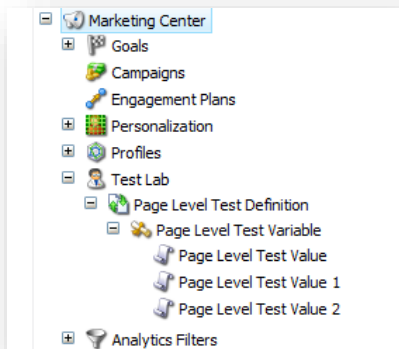 Marketing Center
Goals
Campaigns
Engagement Plans
Personalization
Profiles
Test Lab
Page Level Test Definition
Page Level Test Variable
Page Level Test Value
Page Level Test Value 1
Page Level Test Value 2
Analytics Filters